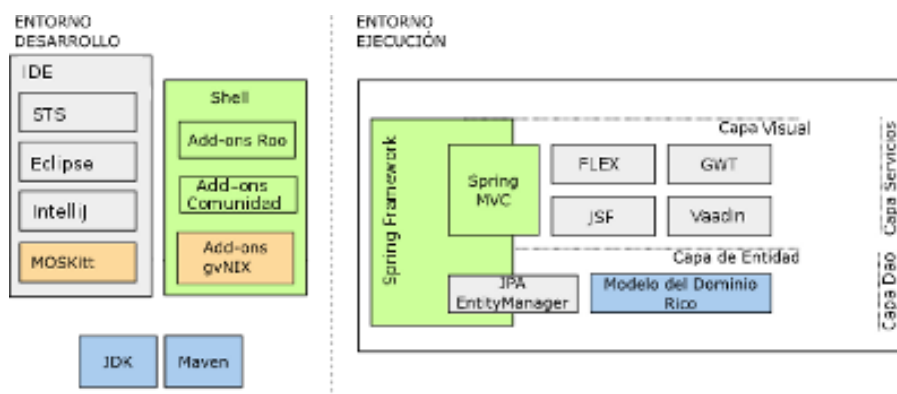 ENTORNO
DESARROLLO
IDE
STS
Eclipse
IntelliJ
MOSKitt
Shell
Add-ons Roo
Add-ons
Comunidad
Add-ons
gvNIX
JDK
Maven
ENTORNO
EJECUCIÓN
Spring Framework
Capa Visual
Spring
MVC
FLEX
GWT
JSF
Vaadin
Capa de Entidad
JPA
EntityManager
Modelo del Dominio
Rico
Capa Servicios
Capa Dao